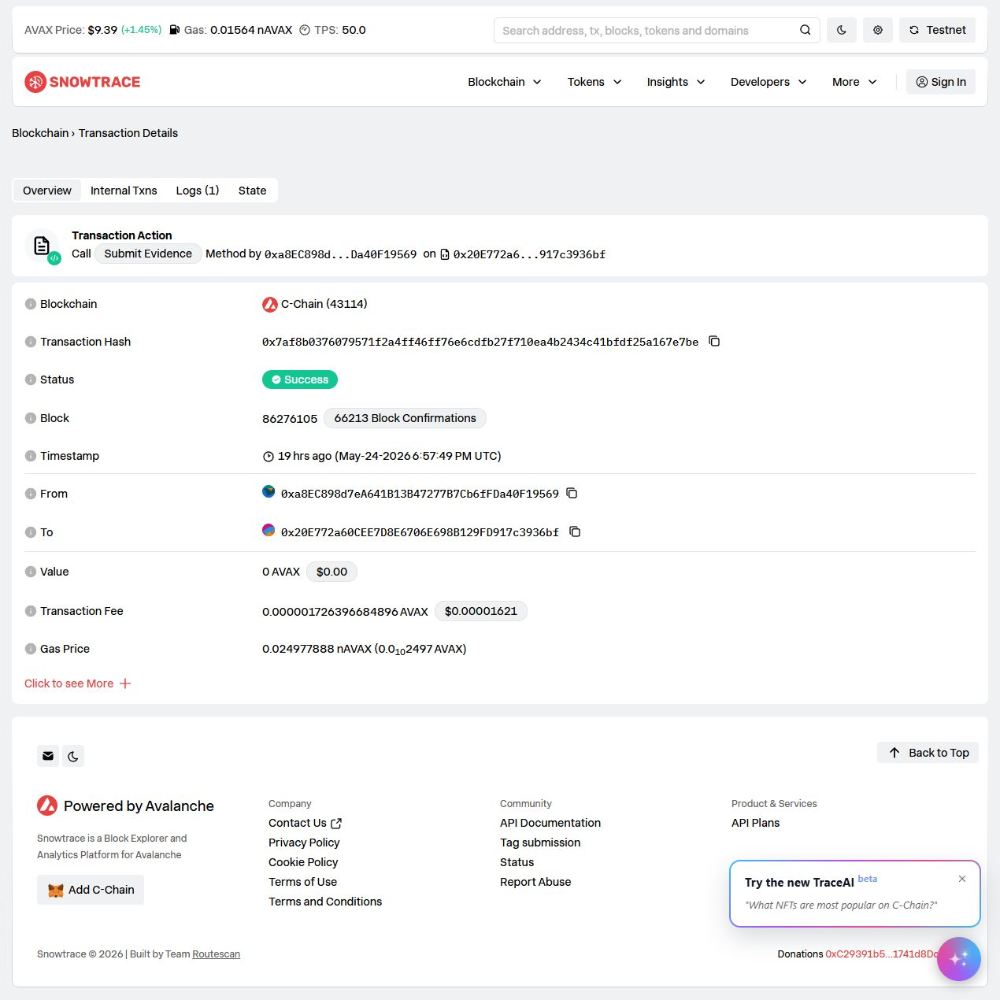 AVAX Price: $9.39 (+1.45%) Gas: 0.01564 nAVAX TPS: 50.0
Search address, tx, blocks, tokens and domains
Testnet
SNOWTRACE
Blockchain Tokens Insights Developers More Sign In
Blockchain › Transaction Details
Overview Internal Txns Logs (1) State
Transaction Action
Call Submit Evidence Method by 0xa8EC898d...Da40F19569 on 0x20E772a6...917c3936bf
Blockchain C-Chain (43114)
Transaction Hash 0x7af8b0376079571f2a4ff46ff76e6cdfb27f710ea4b2434c41bfdf25a167e7be
Status Success
Block 86276105 66213 Block Confirmations
Timestamp 19 hrs ago (May-24-2026 6:57:49 PM UTC)
From 0xa8EC898d7eA641B13B47277B7Cb6fFDa40F19569
To 0x20E772a60CEE7D8E6706E698B129FD917c3936bf
Value 0 AVAX $0.00
Transaction Fee 0.000001726396684896 AVAX $0.00001621
Gas Price 0.024977888 nAVAX (0.0₁₀2497 AVAX)
Click to see More
Back to Top
Powered by Avalanche
Snowtrace is a Block Explorer and
Analytics Platform for Avalanche
Add C-Chain
Company
Contact Us
Privacy Policy
Cookie Policy
Terms of Use
Terms and Conditions
Community
API Documentation
Tag submission
Status
Report Abuse
Product & Services
API Plans
Try the new TraceAI beta
"What NFTs are most popular on C-Chain?"
Snowtrace © 2026 | Built by Team Routescan
Donations 0xC29391b5...1741d8Dc